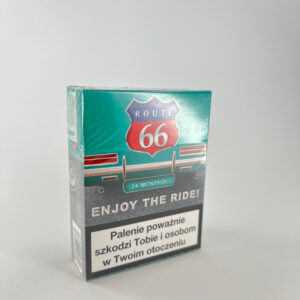 ROUTE
66
24 MENTHOL
ENJOY THE RIDE!
Palenie poważnie
szkodzi Tobie i osobom
w Twoim otoczeniu